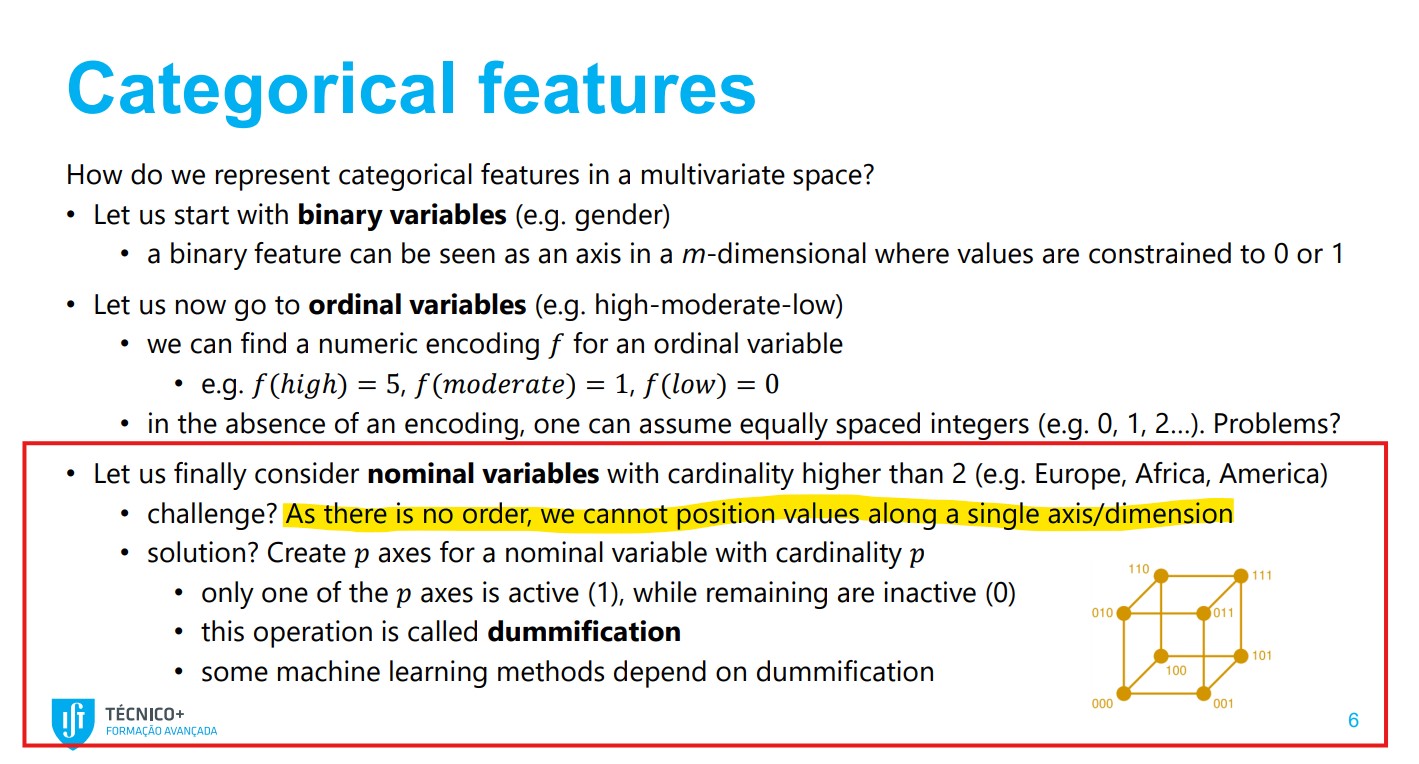 Categorical features
How do we represent categorical features in a multivariate space?
• Let us start with binary variables (e.g. gender)
• a binary feature can be seen as an axis in a m-dimensional where values are constrained to 0 or 1
• Let us now go to ordinal variables (e.g. high-moderate-low)
• we can find a numeric encoding f for an ordinal variable
• e.g. f(high) = 5, f(moderate) = 1, f(low) = 0
• in the absence of an encoding, one can assume equally spaced integers (e.g. 0, 1, 2…). Problems?
• Let us finally consider nominal variables with cardinality higher than 2 (e.g. Europe, Africa, America)
• challenge? As there is no order, we cannot position values along a single axis/dimension
• solution? Create p axes for a nominal variable with cardinality p
• only one of the p axes is active (1), while remaining are inactive (0)
• this operation is called dummification
• some machine learning methods depend on dummification
110
111
010
011
100
101
000
001
TÉCNICO+
FORMAÇÃO AVANÇADA
6